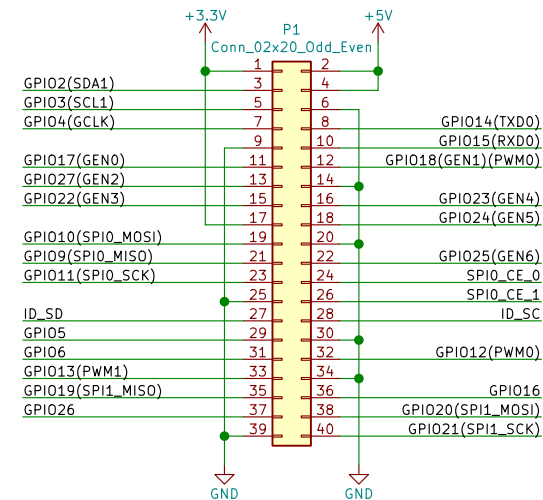 +3.3V +5V
P1
Conn_02x20_Odd_Even
1 2
GPIO2(SDA1) 3 4
GPIO3(SCL1) 5 6
GPIO4(GCLK) 7 8 GPIO14(TXD0)
9 10 GPIO15(RXD0)
GPIO17(GEN0) 11 12 GPIO18(GEN1)(PWM0)
GPIO27(GEN2) 13 14
GPIO22(GEN3) 15 16 GPIO23(GEN4)
17 18 GPIO24(GEN5)
GPIO10(SPI0_MOSI) 19 20
GPIO9(SPI0_MISO) 21 22 GPIO25(GEN6)
GPIO11(SPI0_SCK) 23 24 SPI0_CE_0
25 26 SPI0_CE_1
ID_SD 27 28 ID_SC
GPIO5 29 30
GPIO6 31 32 GPIO12(PWM0)
GPIO13(PWM1) 33 34
GPIO19(SPI1_MISO) 35 36 GPIO16
GPIO26 37 38 GPIO20(SPI1_MOSI)
39 40 GPIO21(SPI1_SCK)
GND GND